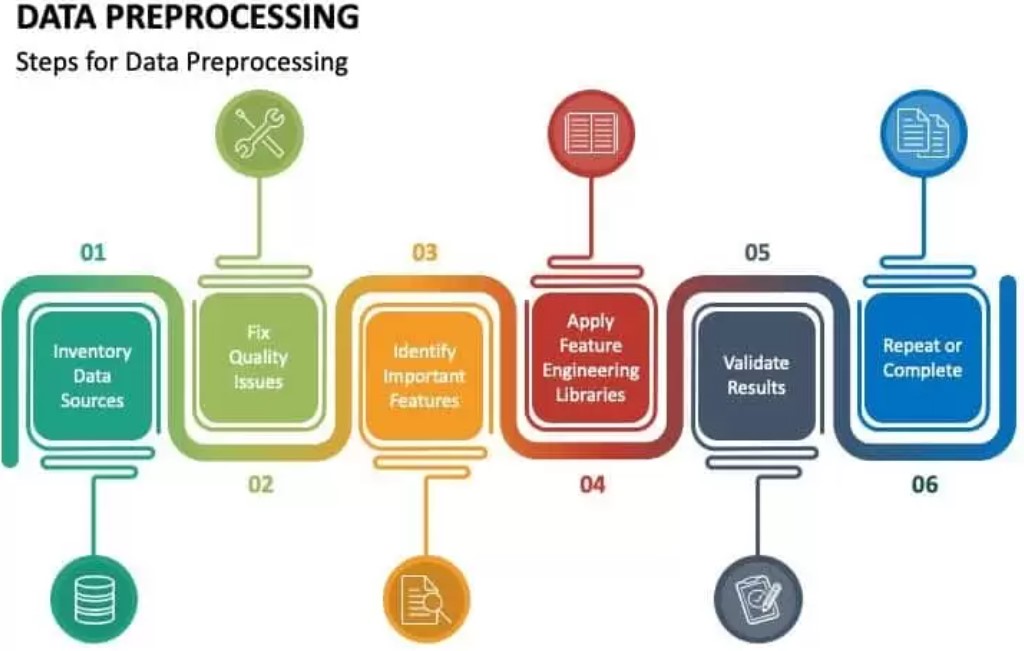 DATA PREPROCESSING
Steps for Data Preprocessing
01
Inventory
Data
Sources
Fix
Quality
Issues
02
03
Identify
Important
Features
Apply
Feature
Engineering
Libraries
04
05
Validate
Results
Repeat or
Complete
06